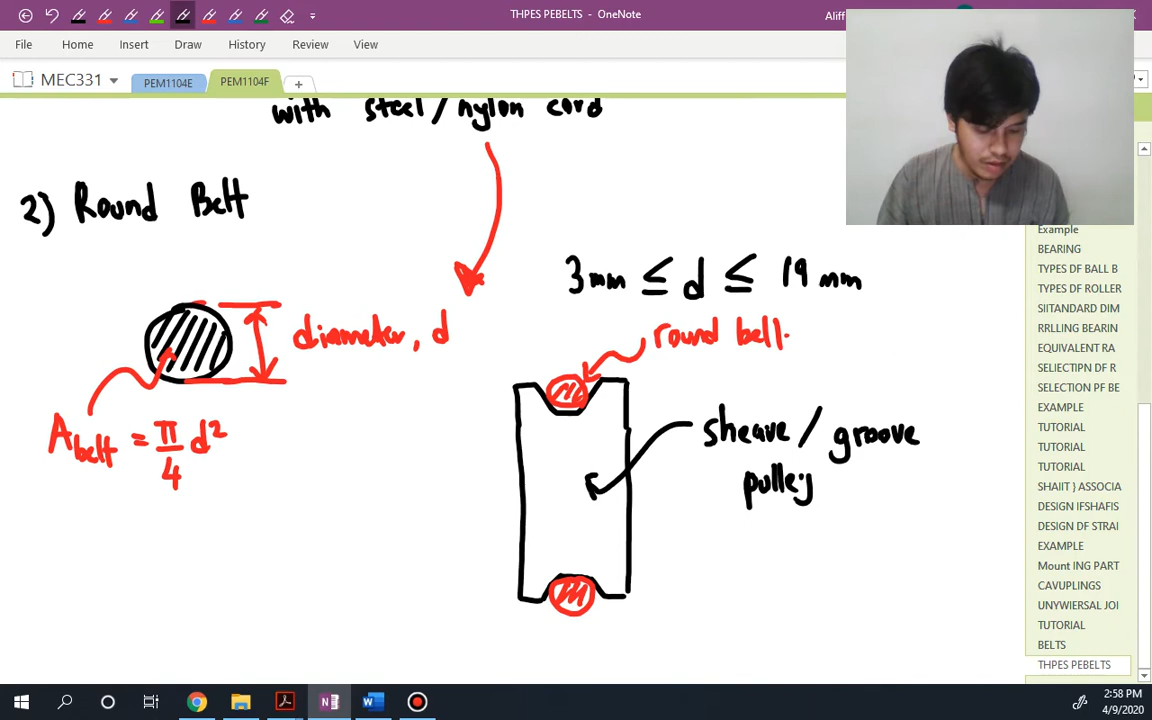 THPES PEBELTS - OneNote
Aliff
File Home Insert Draw History Review View
MEC331 PEM1104E PEM1104F
with steel/nylon cord
2) Round Belt
3mm ≤ d ≤ 19 mm
diameter, d
round bell
A belt = π/4 d²
sheave / groove
pulley
Example
BEARING
TYPES DF BALL B
TYPES DF ROLLER
SIITANDARD DIM
RRLLING BEARIN
EQUIVALENT RA
SELIECTIPN DF R
SELECTION PF BE
EXAMPLE
TUTORIAL
TUTORIAL
TUTORIAL
SHAIIT } ASSOCIA
DESIGN IFSHAFIS
DESIGN DF STRAI
EXAMPLE
Mount ING PART
CAVUPLINGS
UNYWIERSAL JOI
TUTORIAL
BELTS
THPES PEBELTS
2:58 PM
4/9/2020